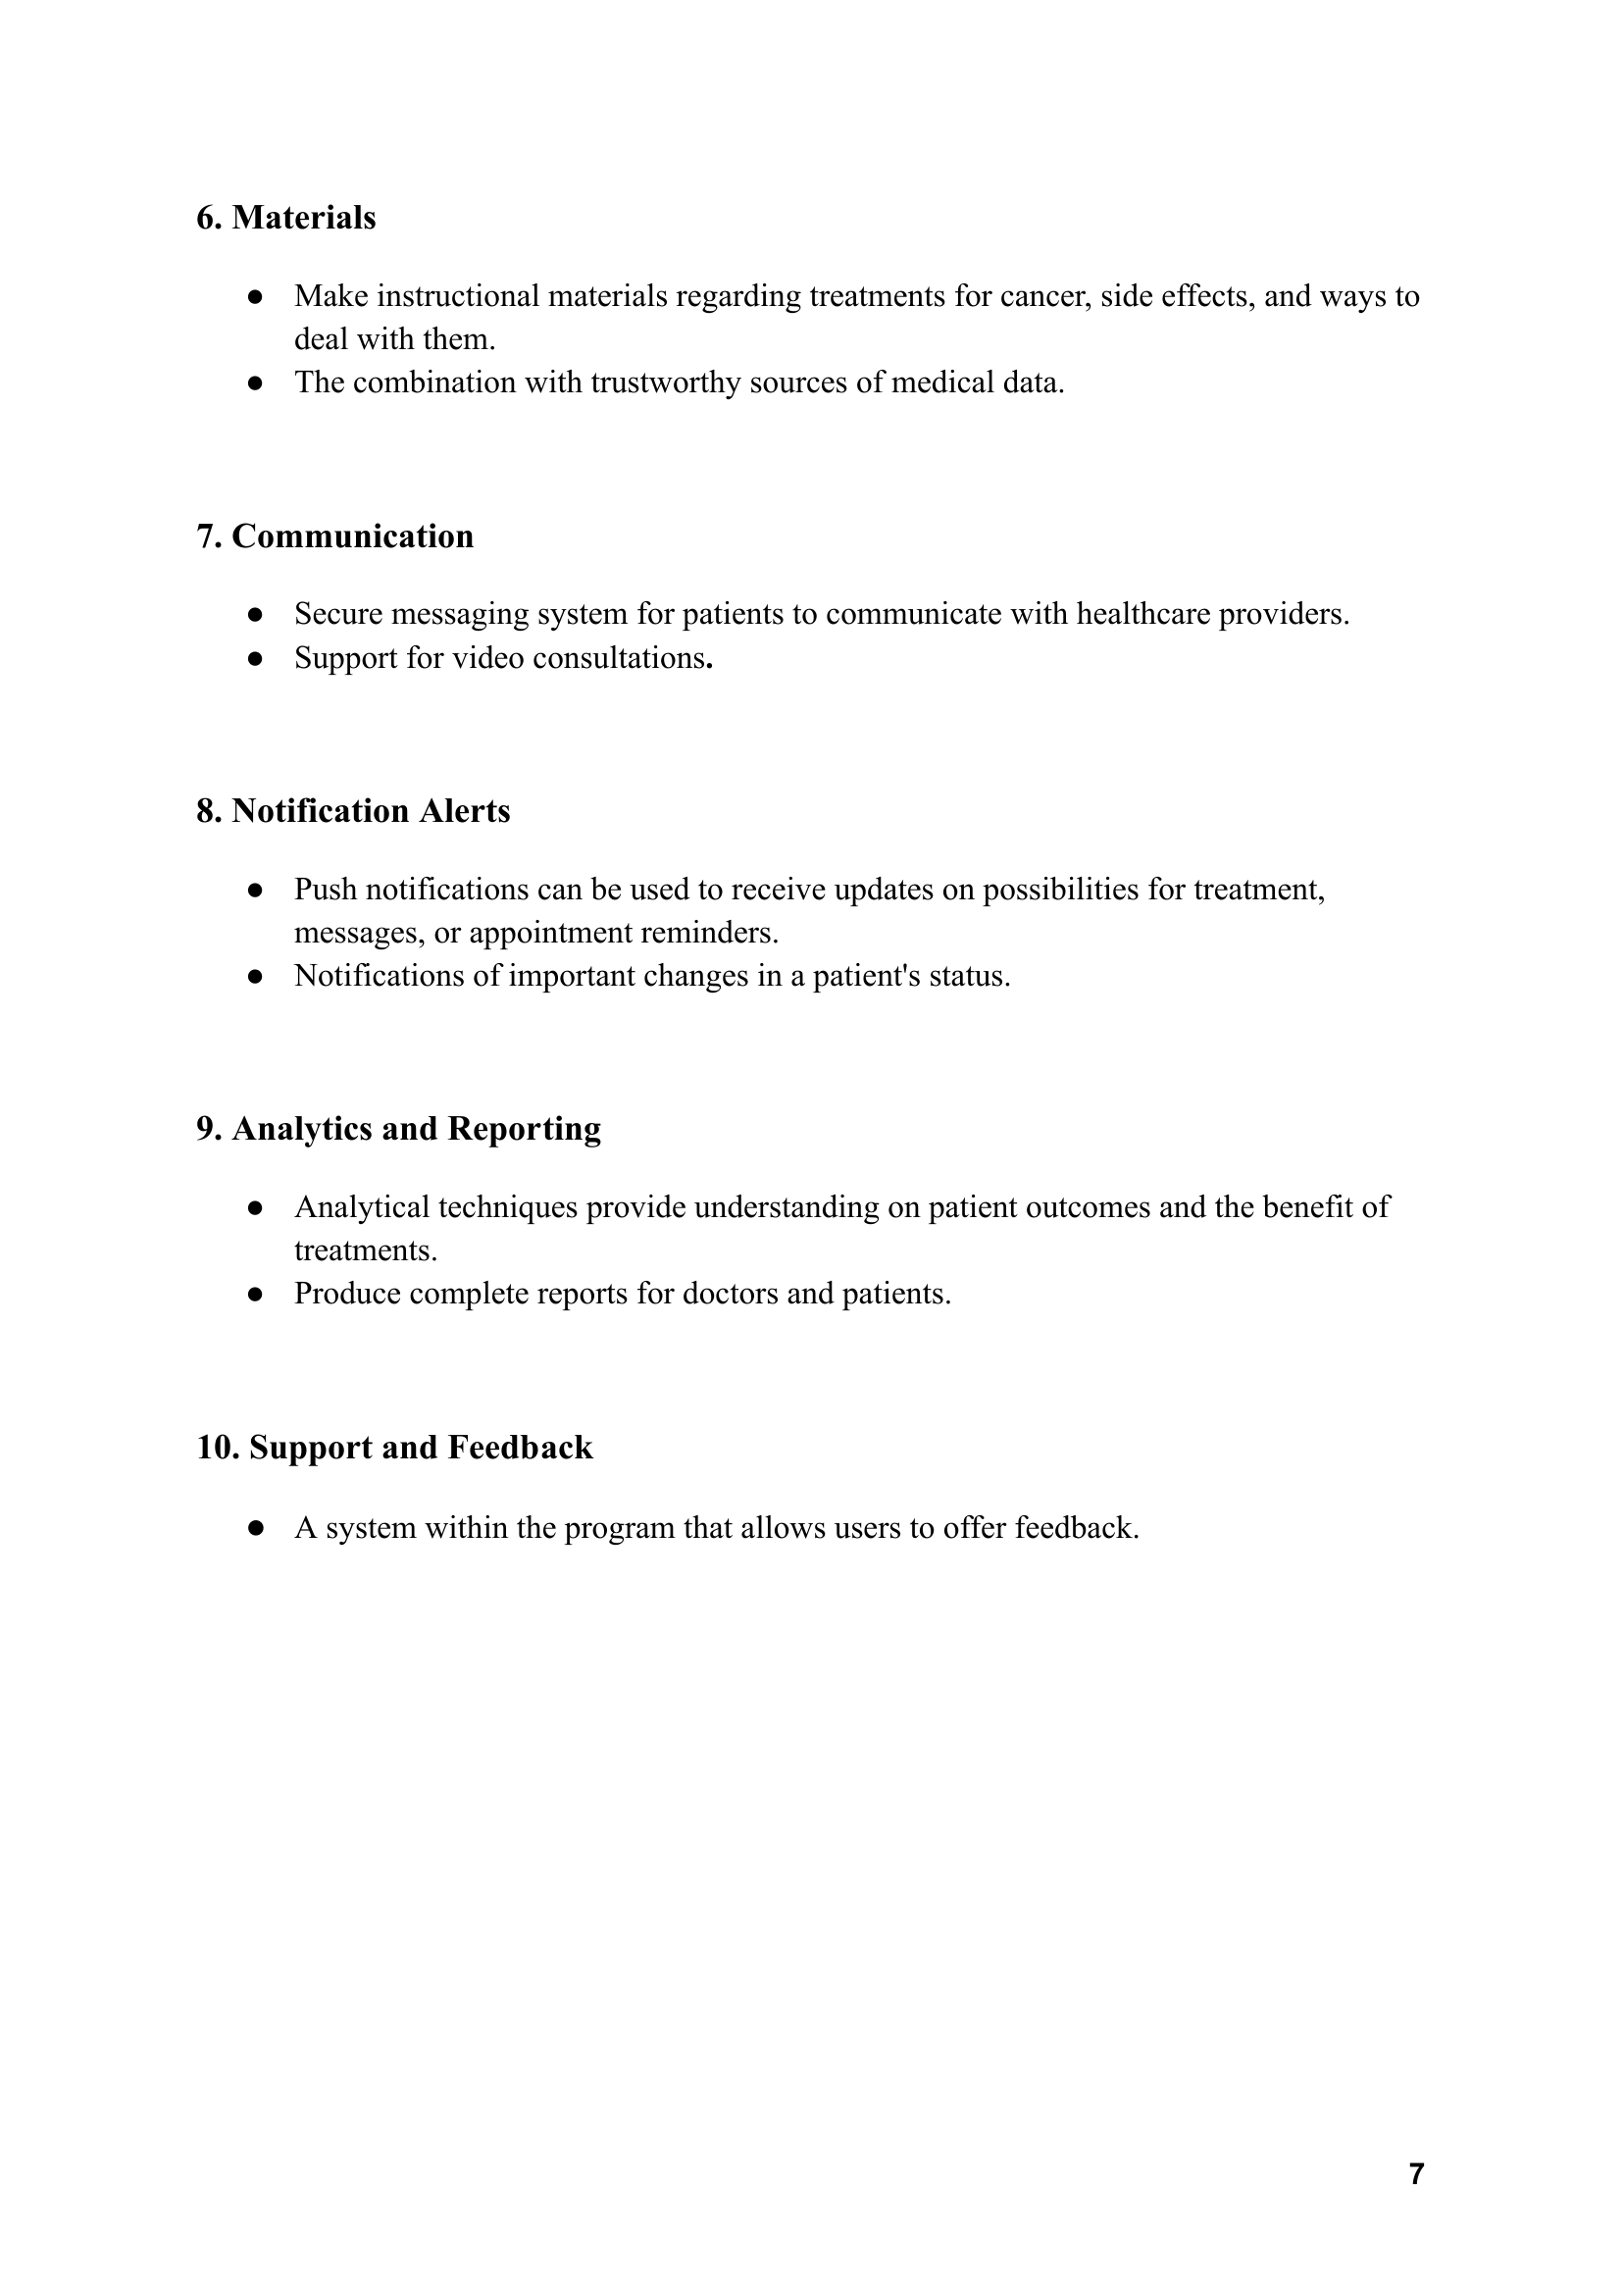 6. Materials
● Make instructional materials regarding treatments for cancer, side effects, and ways to
deal with them.
● The combination with trustworthy sources of medical data.
7. Communication
● Secure messaging system for patients to communicate with healthcare providers.
● Support for video consultations.
8. Notification Alerts
● Push notifications can be used to receive updates on possibilities for treatment,
messages, or appointment reminders.
● Notifications of important changes in a patient's status.
9. Analytics and Reporting
● Analytical techniques provide understanding on patient outcomes and the benefit of
treatments.
● Produce complete reports for doctors and patients.
10. Support and Feedback
● A system within the program that allows users to offer feedback.
7